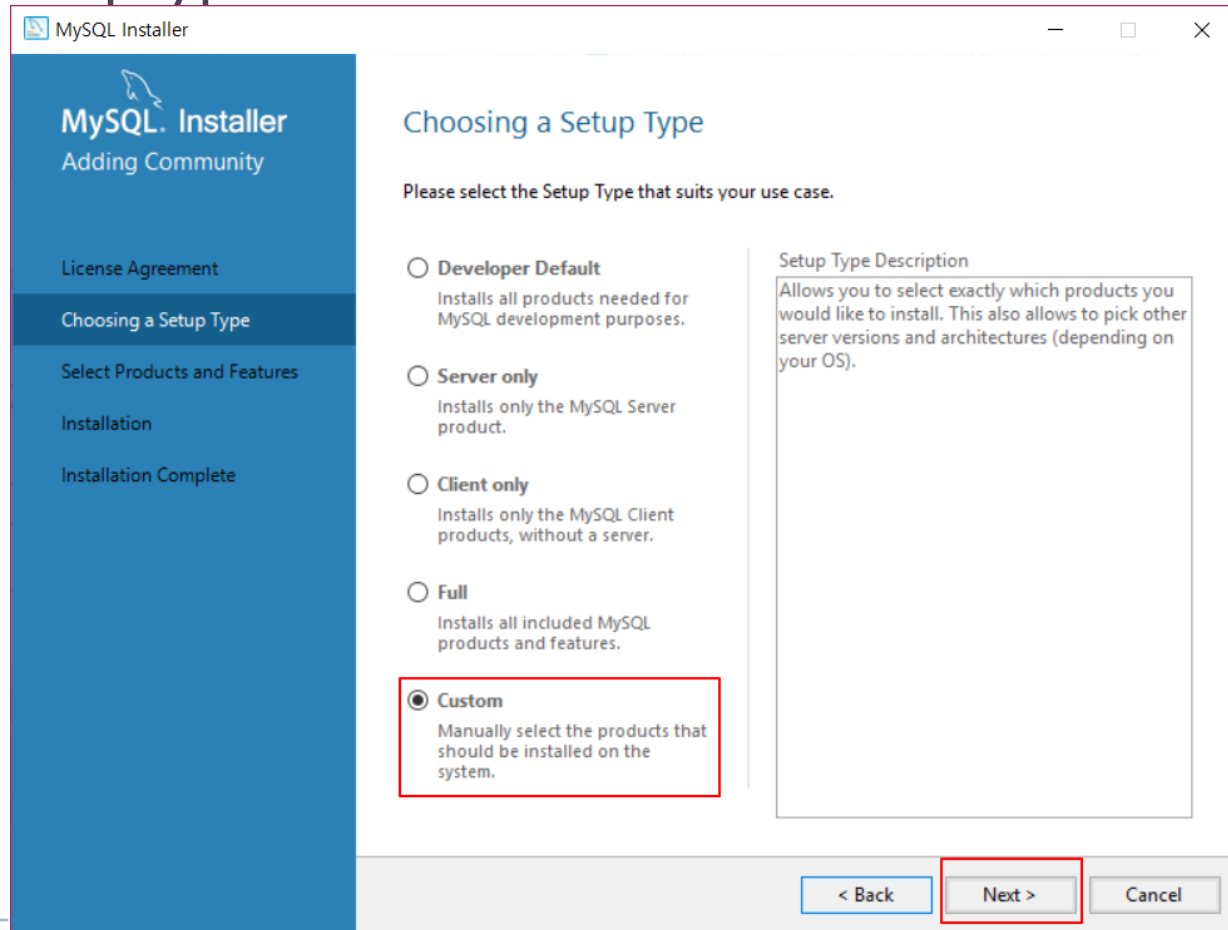 MySQL Installer
MySQL. Installer
Adding Community
License Agreement
Choosing a Setup Type
Select Products and Features
Installation
Installation Complete
Choosing a Setup Type
Please select the Setup Type that suits your use case.
Developer Default
Installs all products needed for
MySQL development purposes.
Server only
Installs only the MySQL Server
product.
Client only
Installs only the MySQL Client
products, without a server.
Full
Installs all included MySQL
products and features.
Custom
Manually select the products that
should be installed on the
system.
Setup Type Description
Allows you to select exactly which products you
would like to install. This also allows to pick other
server versions and architectures (depending on
your OS).
< Back
Next >
Cancel